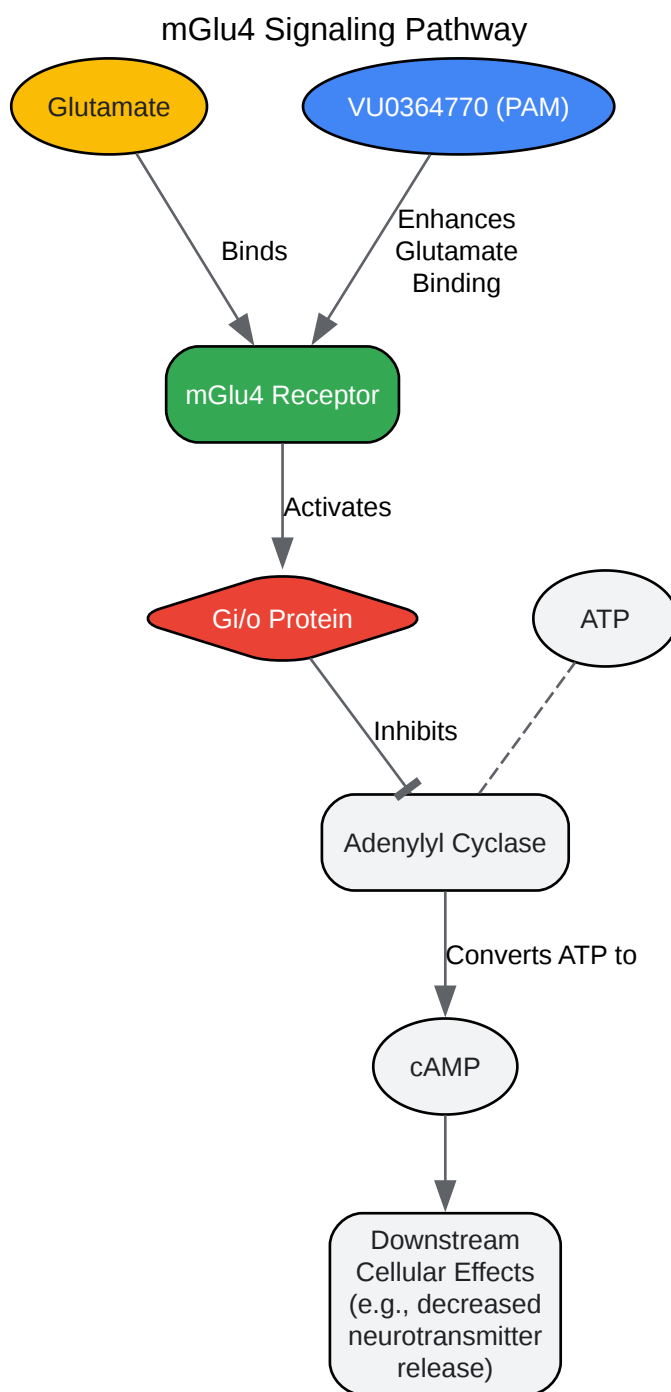 mGlu4 Signaling Pathway
Glutamate
VU0364770 (PAM)
Binds
Enhances
Glutamate
Binding
mGlu4 Receptor
Activates
Gi/o Protein
ATP
Inhibits
Adenylyl Cyclase
Converts ATP to
cAMP
Downstream
Cellular Effects
(e.g., decreased
neurotransmitter
release)